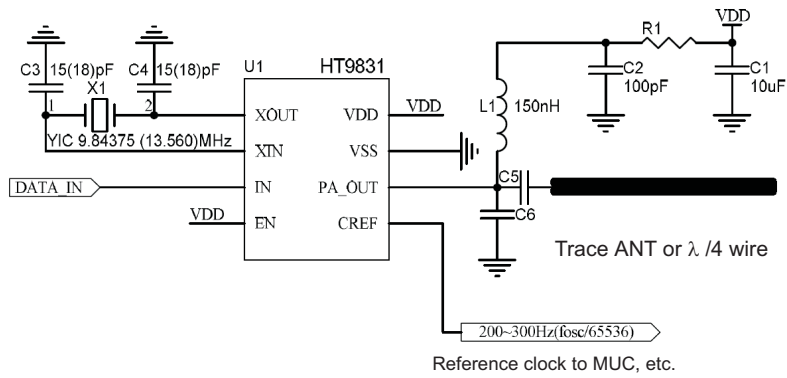 VDD
R1
C3 15(18)pF C4 15(18)pF
U1 HT9831
C2
100pF
C1
10uF
X1
1 2
L1 150nH
XOUT VDD VDD
YIC 9.84375 (13.560)MHz
XIN VSS
DATA_IN IN PA_OUT C5
VDD EN CREF C6
Trace ANT or λ /4 wire
200~300Hz(fosc/65536)
Reference clock to MUC, etc.